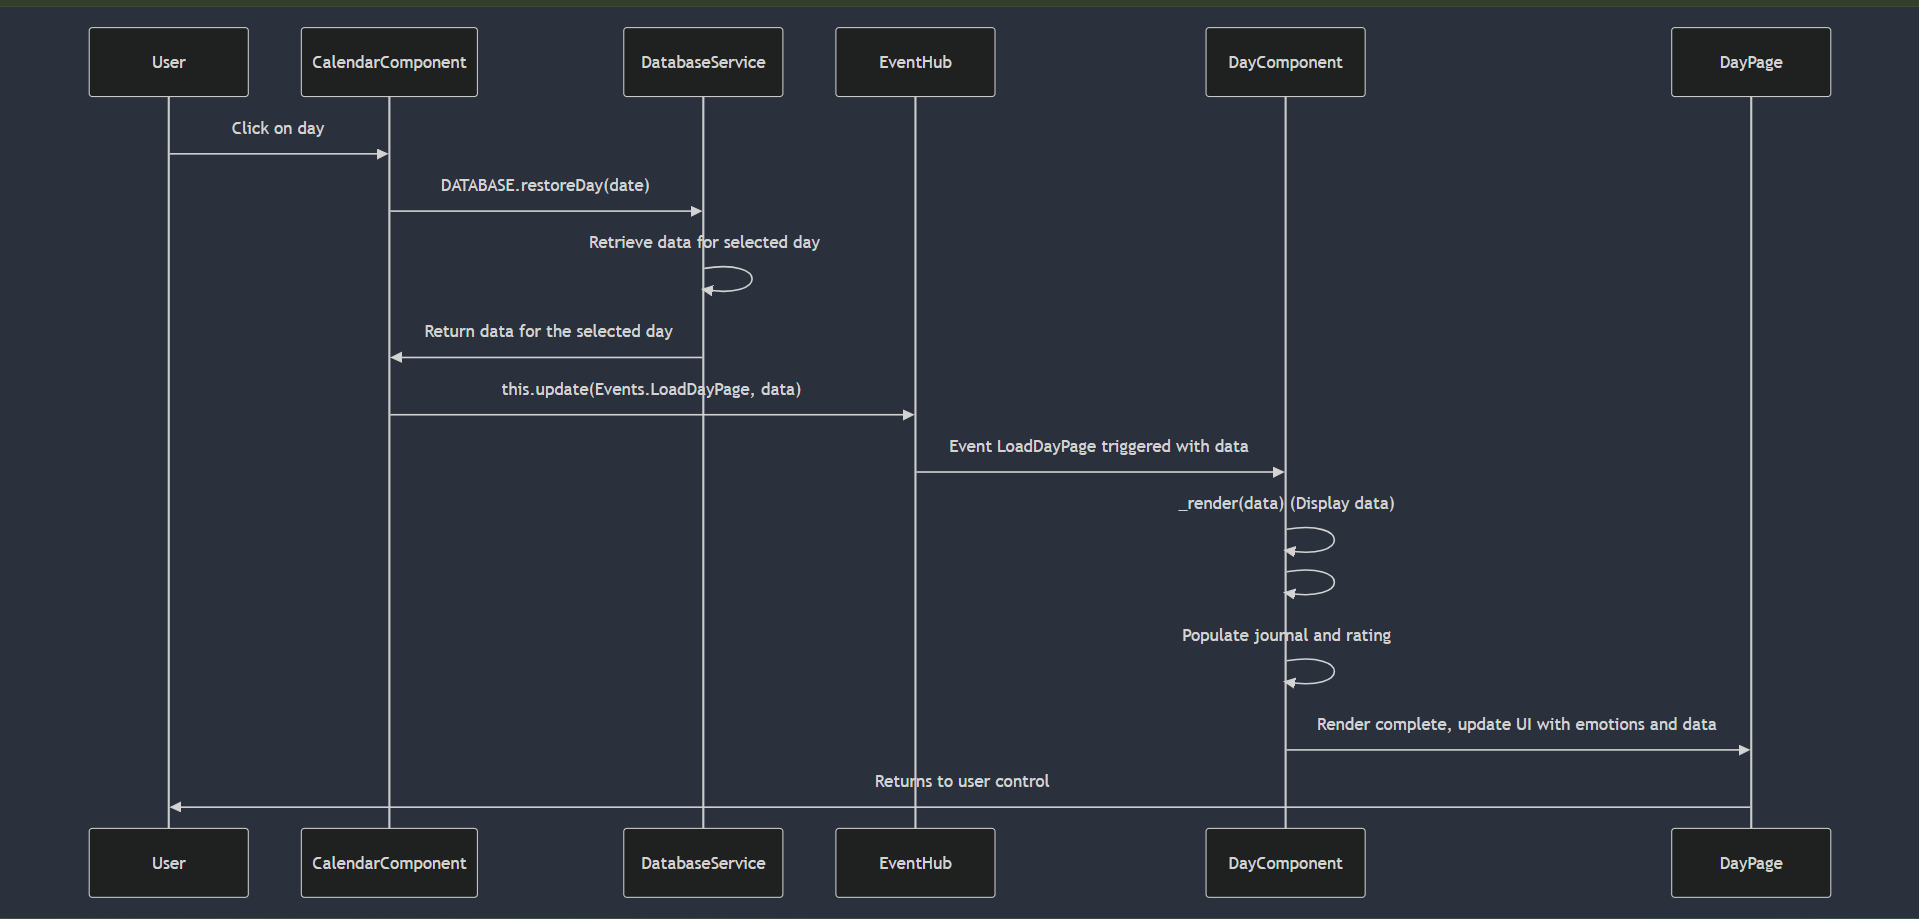 User
CalendarComponent
DatabaseService
EventHub
DayComponent
DayPage
Click on day
DATABASE.restoreDay(date)
Retrieve data for selected day
Return data for the selected day
this.update(Events.LoadDayPage, data)
Event LoadDayPage triggered with data
_render(data) (Display data)
Populate journal and rating
Render complete, update UI with emotions and data
Returns to user control
User
CalendarComponent
DatabaseService
EventHub
DayComponent
DayPage